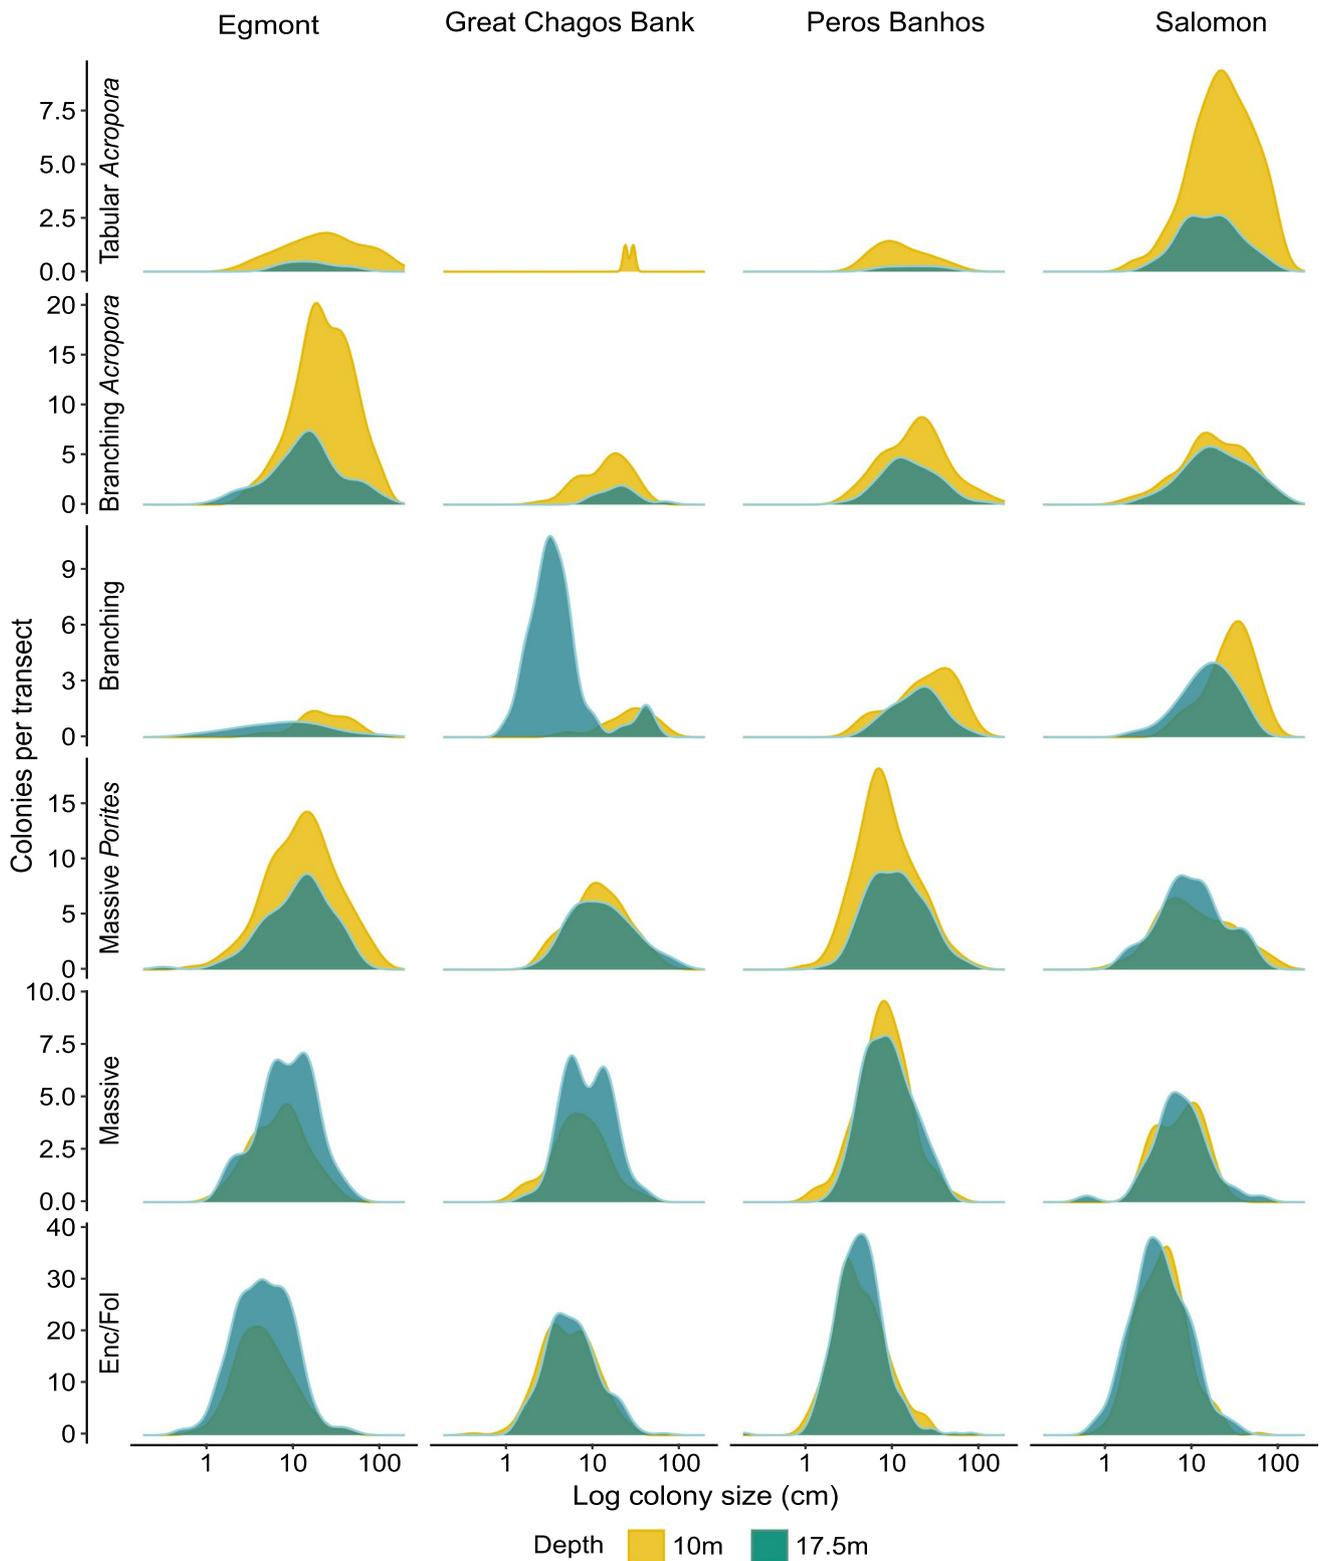 Egmont
Great Chagos Bank
Peros Banhos
Salomon
Colonies per transect
Tabular Acropora
7.5
5.0
2.5
0.0
Branching Acropora
20
15
10
5
0
Branching
9
6
3
0
Massive Porites
15
10
5
0
Massive
10.0
7.5
5.0
2.5
0.0
Enc/Fol
40
30
20
10
0
1 10 100
1 10 100
1 10 100
1 10 100
Log colony size (cm)
Depth 10m 17.5m